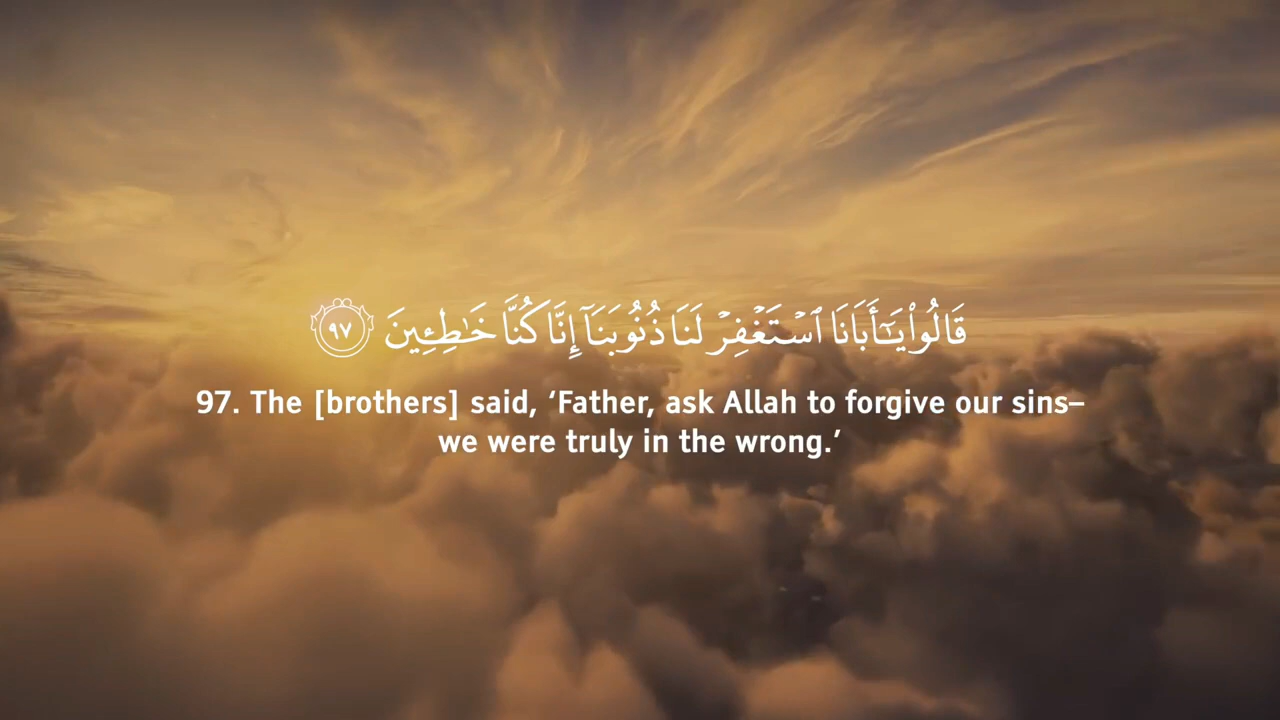 قَالُوا۟ يَـٰٓأَبَانَا ٱسْتَغْفِرْ لَنَا ذُنُوبَنَآ إِنَّا كُنَّا خَـٰطِـِٔينَ ٩٧
97. The [brothers] said, ‘Father, ask Allah to forgive our sins–
we were truly in the wrong.’